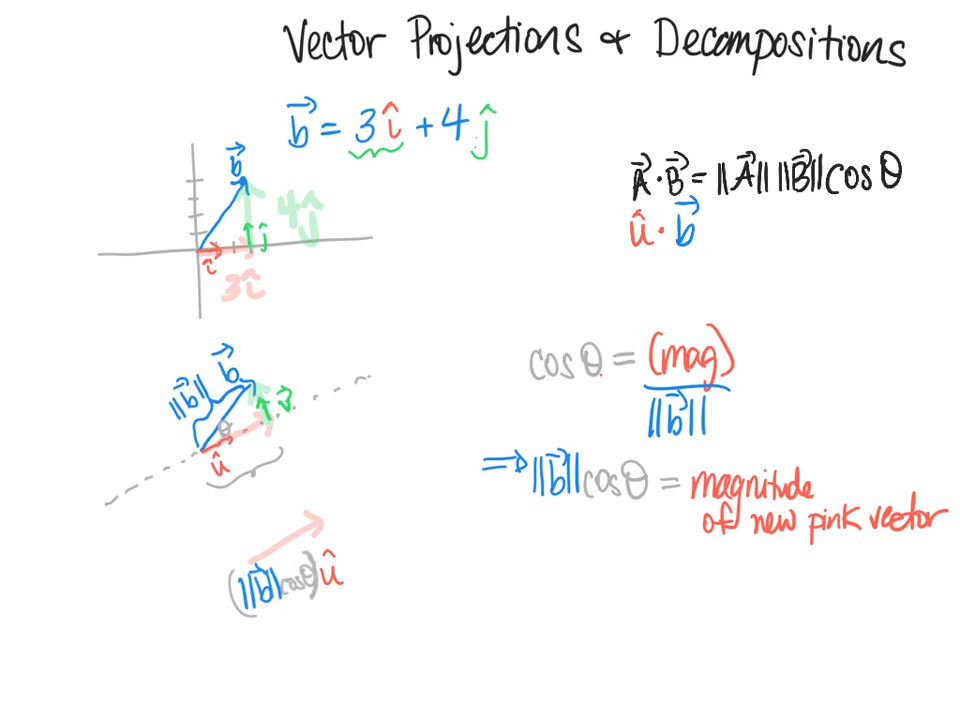 Vector Projections & Decompositions
b⃗ = 3î + 4ĵ
b⃗
4ĵ
ĵ
î
3î
A⃗·B⃗ = ||A⃗|| ||B⃗|| cos θ
û · b⃗
b⃗
||b⃗||
θ
v⃗
û
cos θ = (mag) / ||b⃗||
⇒ ||b⃗|| cos θ = magnitude
of new pink vector
(||b⃗|| cos θ) û